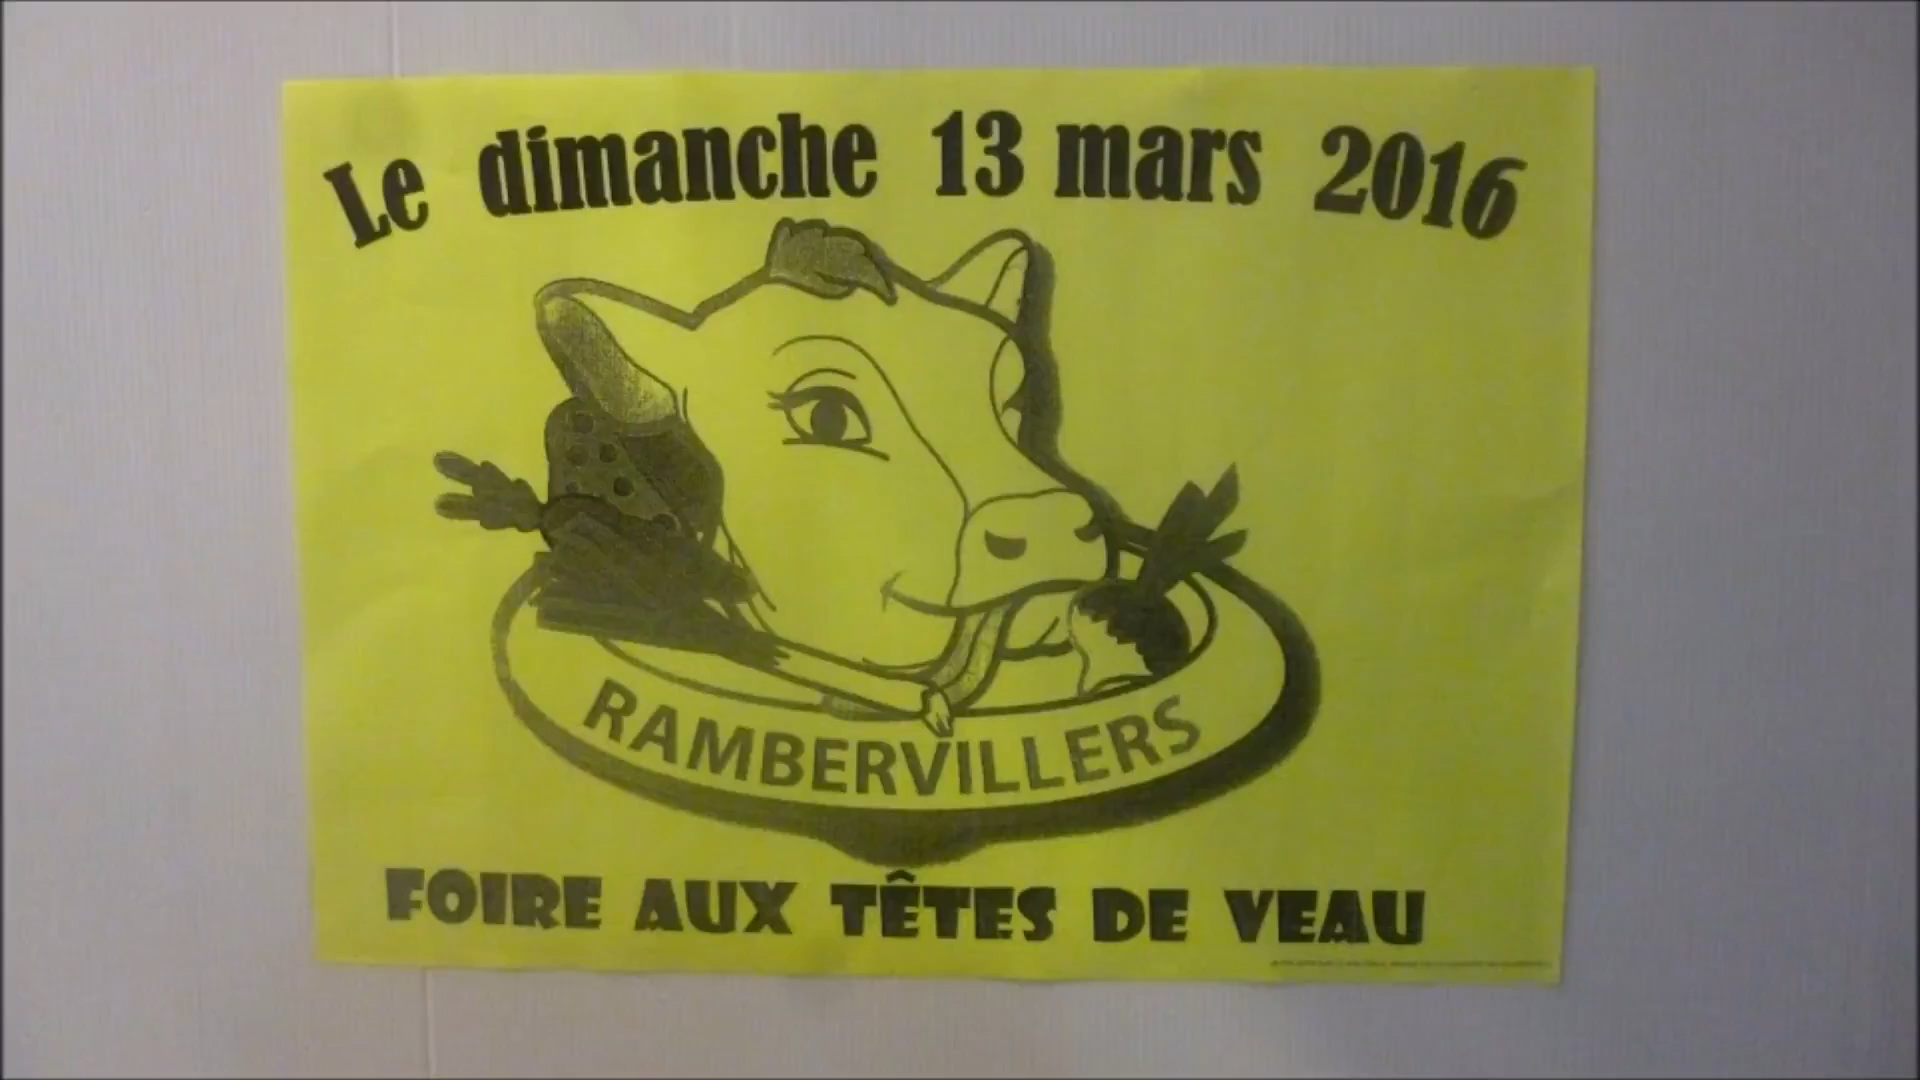 Le dimanche 13 mars 2016
RAMBERVILLERS
FOIRE AUX TÊTES DE VEAU